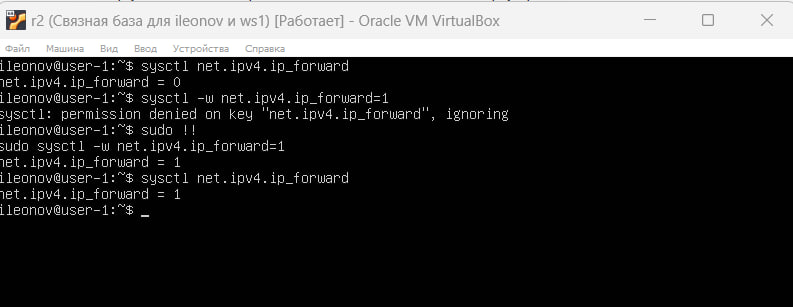 r2 (Связная база для ileonov и ws1) [Работает] - Oracle VM VirtualBox
Файл Машина Вид Ввод Устройства Справка
ileonov@user-1:~$ sysctl net.ipv4.ip_forward
net.ipv4.ip_forward = 0
ileonov@user-1:~$ sysctl -w net.ipv4.ip_forward=1
sysctl: permission denied on key "net.ipv4.ip_forward", ignoring
ileonov@user-1:~$ sudo !!
sudo sysctl -w net.ipv4.ip_forward=1
net.ipv4.ip_forward = 1
ileonov@user-1:~$ sysctl net.ipv4.ip_forward
net.ipv4.ip_forward = 1
ileonov@user-1:~$ _